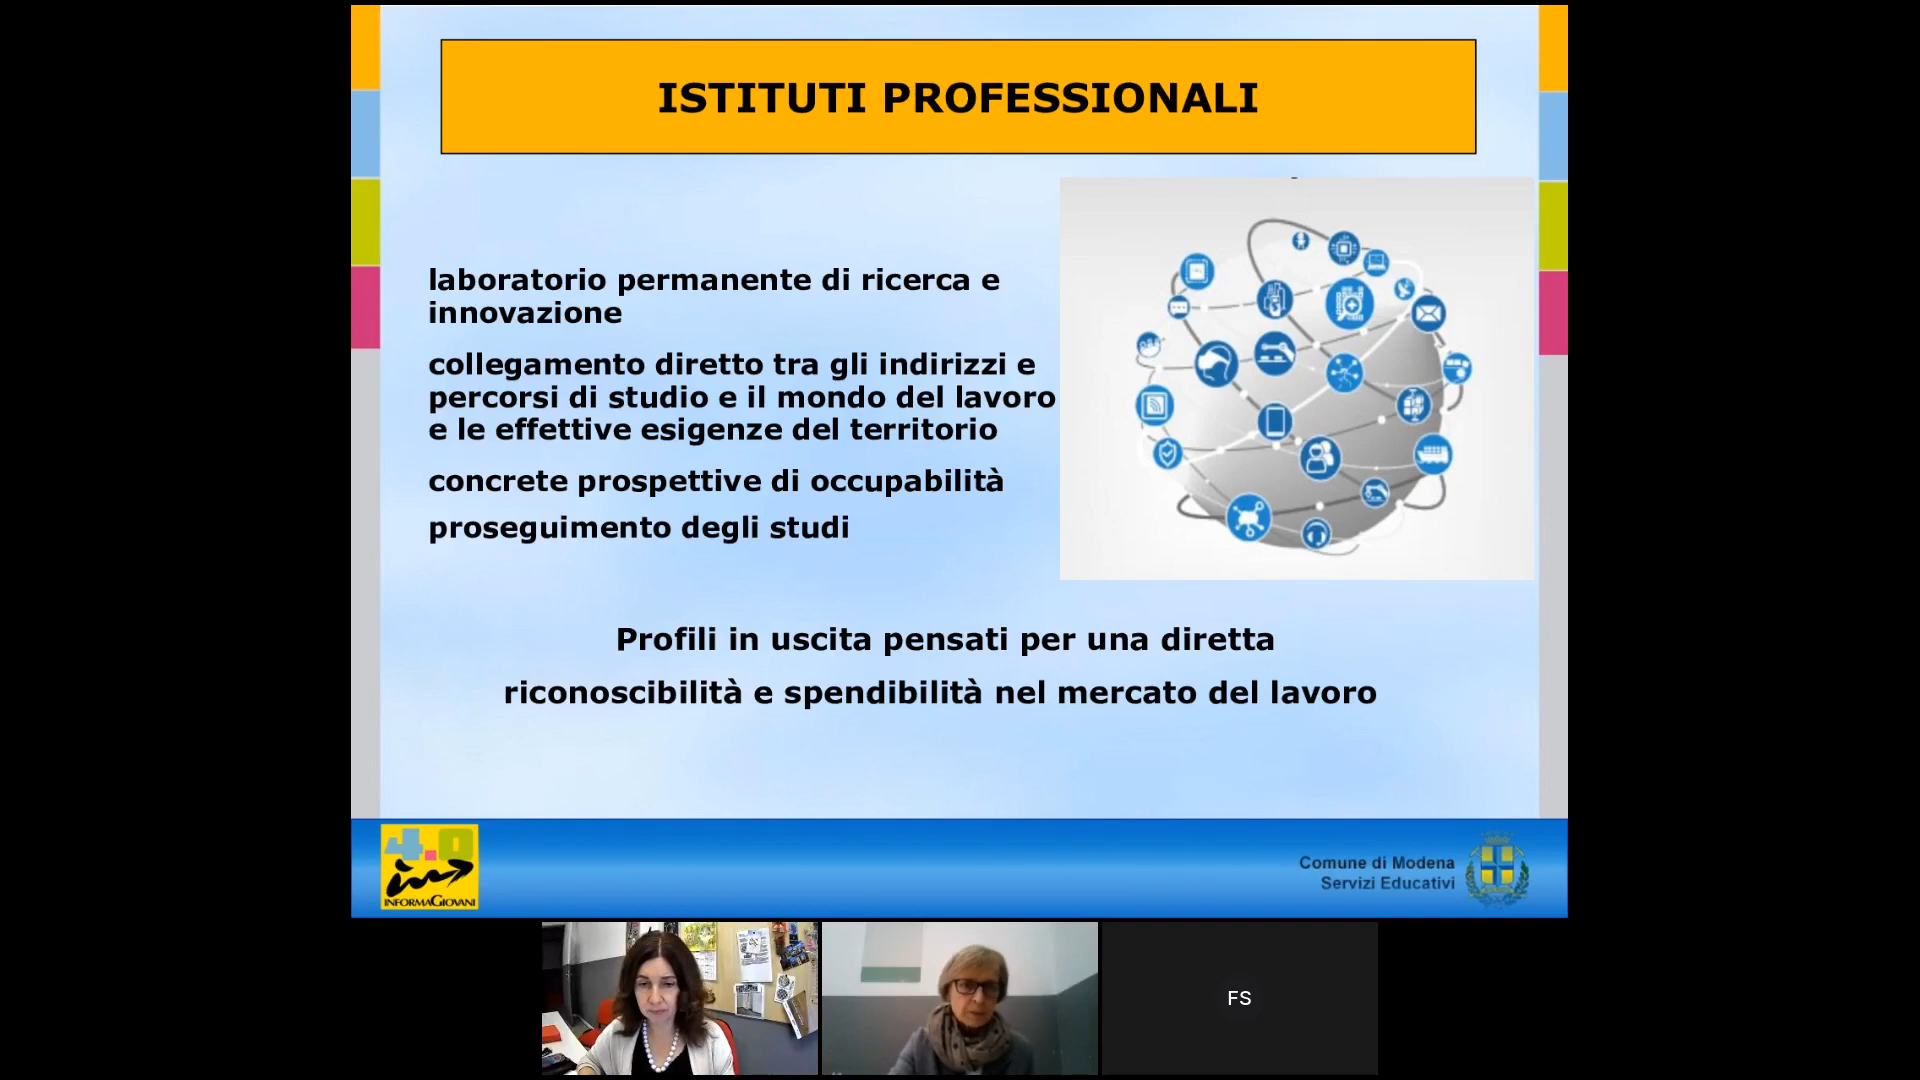 ISTITUTI PROFESSIONALI
laboratorio permanente di ricerca e
innovazione
collegamento diretto tra gli indirizzi e
percorsi di studio e il mondo del lavoro
e le effettive esigenze del territorio
concrete prospettive di occupabilità
proseguimento degli studi
Profili in uscita pensati per una diretta
riconoscibilità e spendibilità nel mercato del lavoro
4.0
INFORMAGIOVANI
Comune di Modena
Servizi Educativi
FS